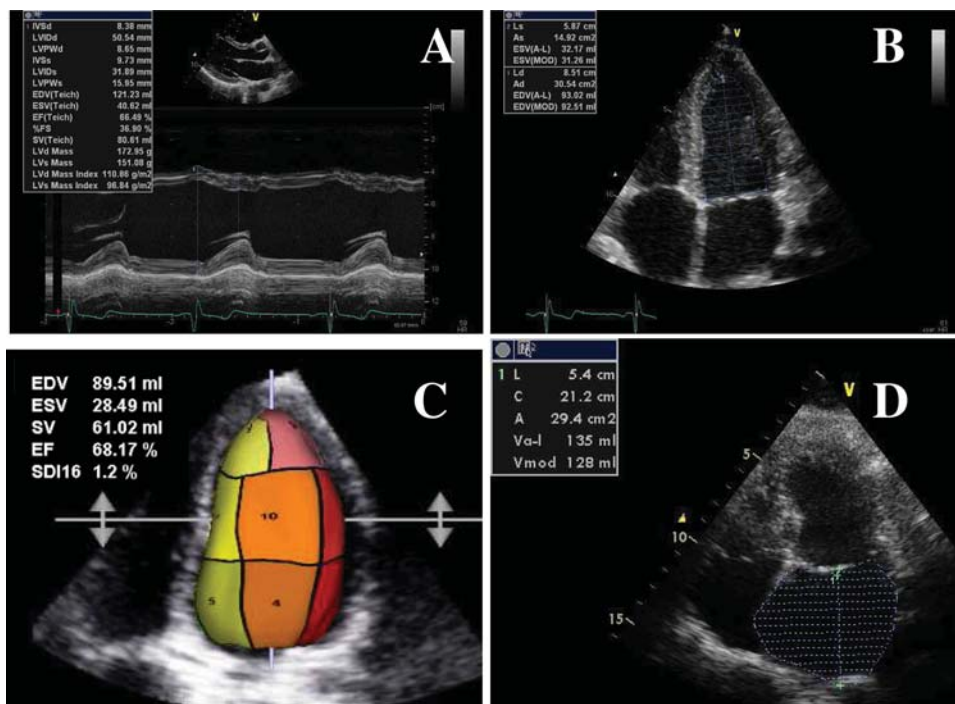 A
V
1 IVSd 8.38 mm
LVIDd 50.54 mm
LVPWd 8.65 mm
IVSs 9.73 mm
LVIDs 31.89 mm
LVPWs 15.95 mm
EDV(Teich) 121.23 ml
ESV(Teich) 40.62 ml
EF(Teich) 66.49 %
%FS 36.90 %
SV(Teich) 80.61 ml
LVd Mass 172.95 g
LVs Mass 151.08 g
LVd Mass Index 110.86 g/m2
LVs Mass Index 96.84 g/m2
B
V
2 Ls 5.87 cm
As 14.92 cm2
ESV(A-L) 32.17 ml
ESV(MOD) 31.26 ml
1 Ld 8.51 cm
Ad 30.54 cm2
EDV(A-L) 93.02 ml
EDV(MOD) 92.51 ml
C
EDV 89.51 ml
ESV 28.49 ml
SV 61.02 ml
EF 68.17 %
SDI16 1.2 %
10
5
4
D
V
1 L 5.4 cm
C 21.2 cm
A 29.4 cm2
Va-l 135 ml
Vmod 128 ml
5
10
15